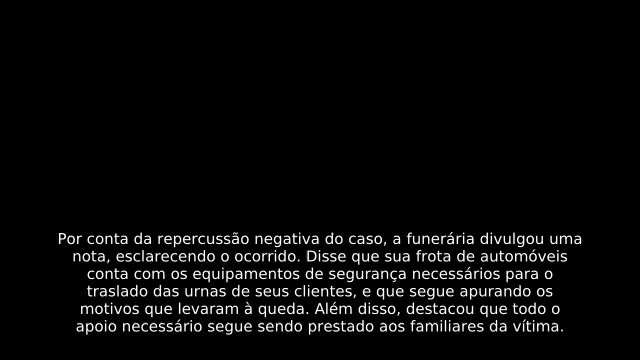 Por conta da repercussão negativa do caso, a funerária divulgou uma
nota, esclarecendo o ocorrido. Disse que sua frota de automóveis
conta com os equipamentos de segurança necessários para o
traslado das urnas de seus clientes, e que segue apurando os
motivos que levaram à queda. Além disso, destacou que todo o
apoio necessário segue sendo prestado aos familiares da vítima.